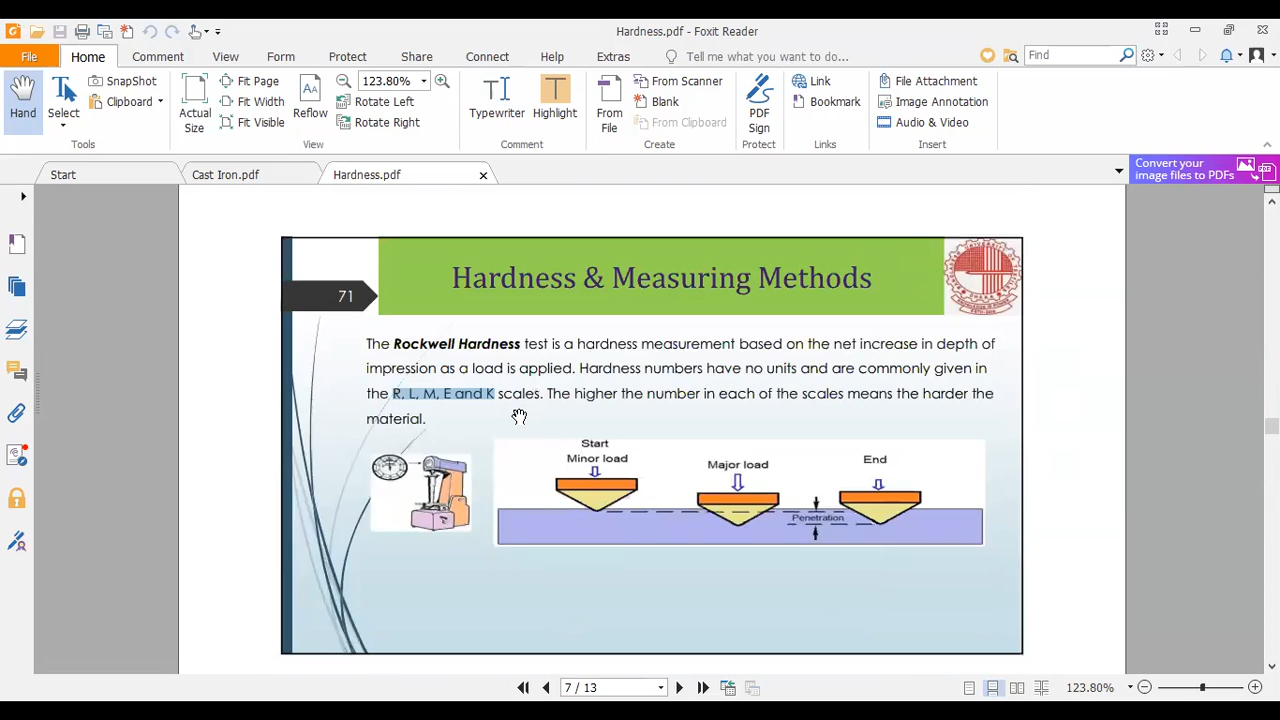 Hardness.pdf - Foxit Reader
File Home Comment View Form Protect Share Connect Help Extras Tell me what you want to do... Find
Hand
Select
SnapShot
Clipboard
Actual Size
Fit Page
Fit Width
Fit Visible
Reflow
123.80%
Rotate Left
Rotate Right
Typewriter
Highlight
From File
From Scanner
Blank
From Clipboard
PDF Sign
Link
Bookmark
File Attachment
Image Annotation
Audio & Video
Tools View Comment Create Protect Links Insert
Start Cast Iron.pdf Hardness.pdf
Convert your
image files to PDFs
Hardness & Measuring Methods
71
The Rockwell Hardness test is a hardness measurement based on the net increase in depth of
impression as a load is applied. Hardness numbers have no units and are commonly given in
the R, L, M, E and K scales. The higher the number in each of the scales means the harder the
material.
Start
Minor load
Major load
End
Penetration
7 / 13
123.80%